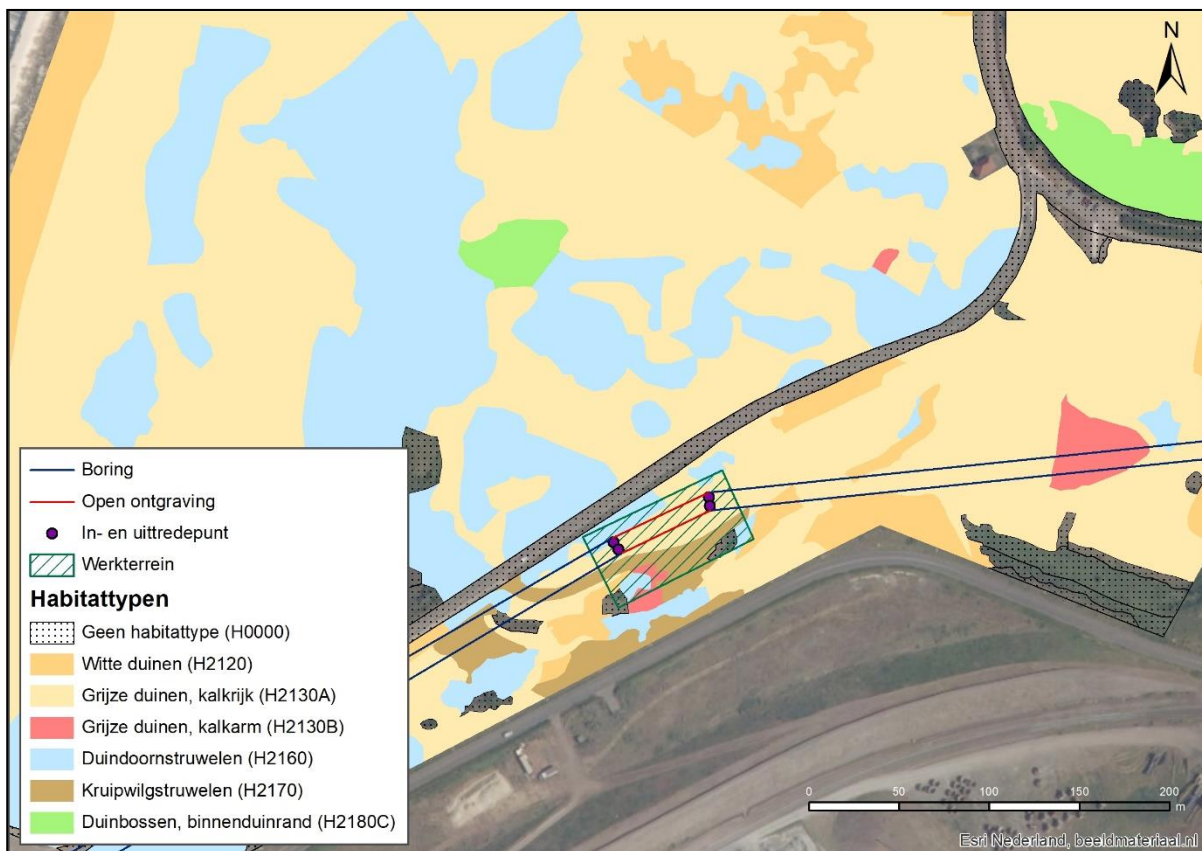 N
Boring
Open ontgraving
In- en uittredepunt
Werkterrein
Habitattypen
Geen habitattype (H0000)
Witte duinen (H2120)
Grijze duinen, kalkrijk (H2130A)
Grijze duinen, kalkarm (H2130B)
Duindoornstruwelen (H2160)
Kruipwilgstruwelen (H2170)
Duinbossen, binnenduinrand (H2180C)
0 50 100 150 200
m
Esri Nederland, beeldmateriaal.nl